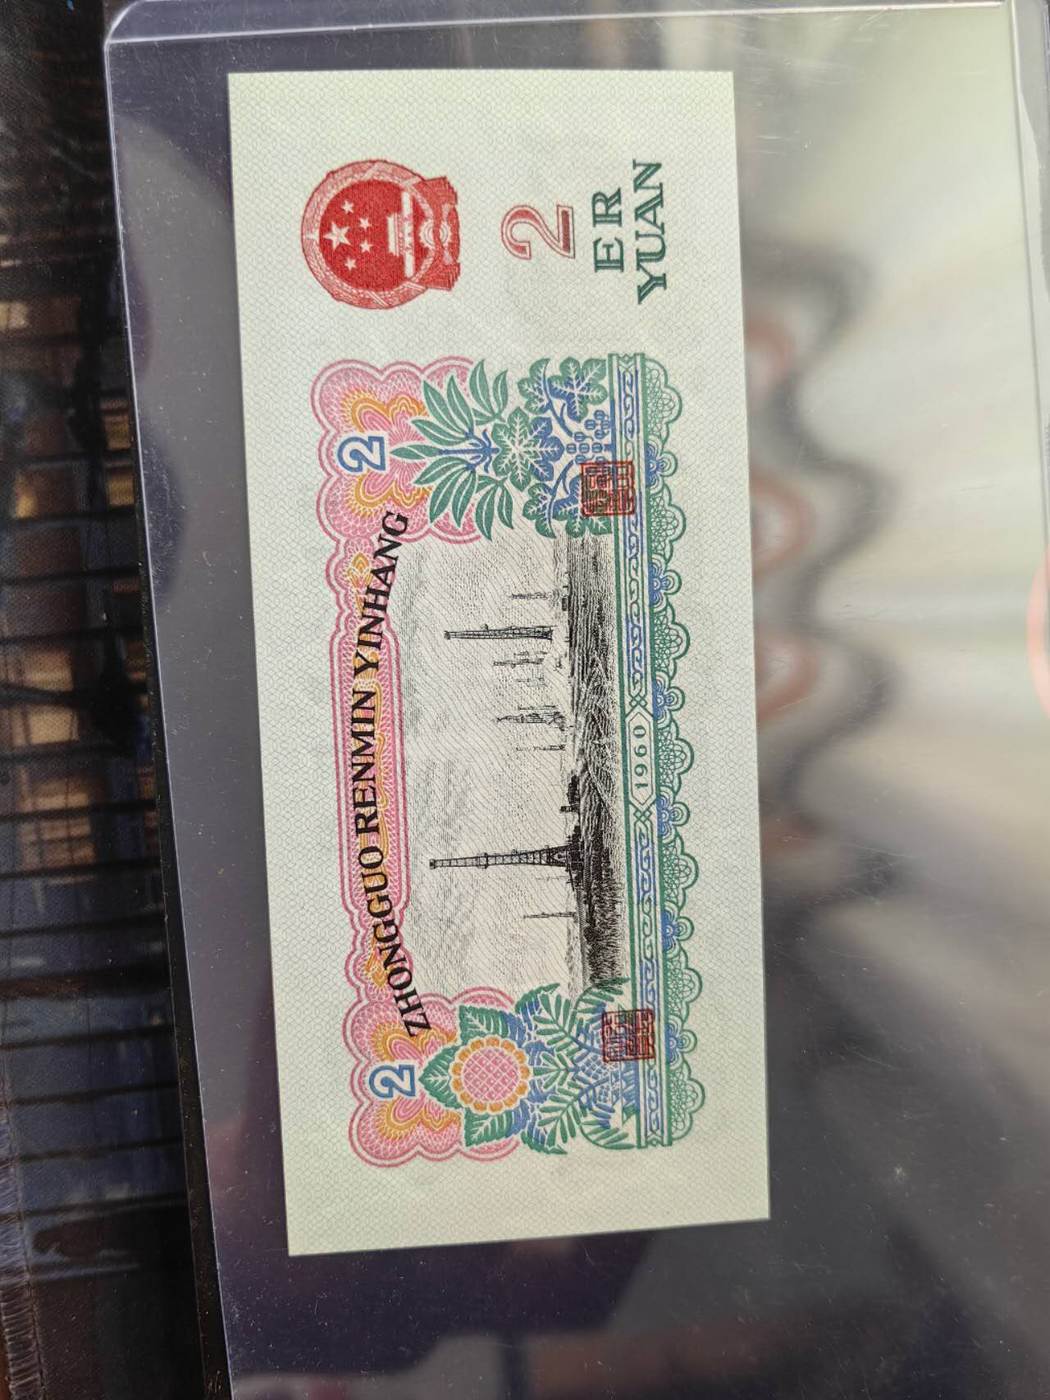 2
ZHONGGUO RENMIN YINHANG
2
2
ER
YUAN
1960